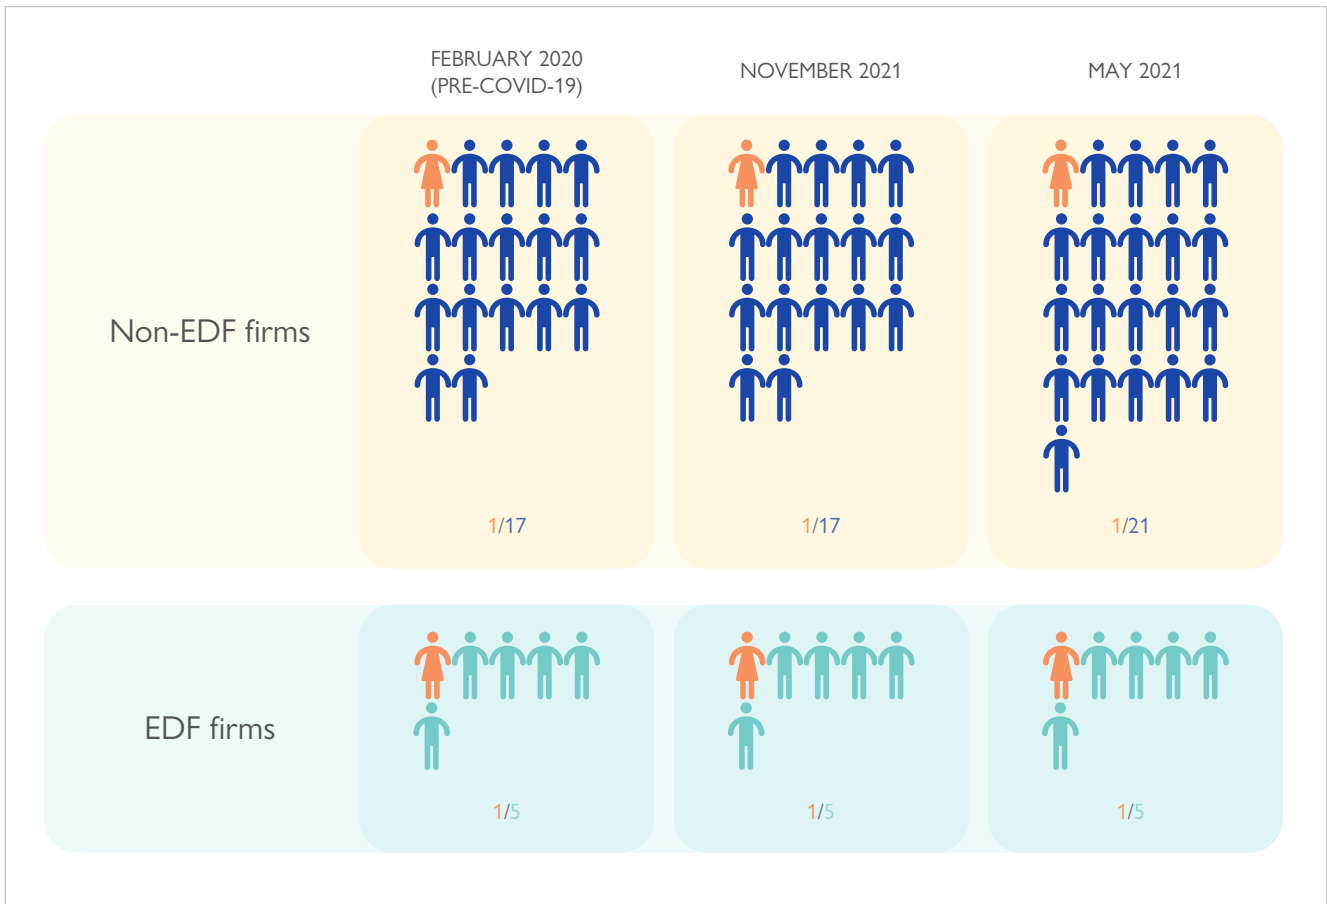 FEBRUARY 2020
(PRE-COVID-19)
NOVEMBER 2021
MAY 2021
Non-EDF firms
1/17
1/17
1/21
EDF firms
1/5
1/5
1/5